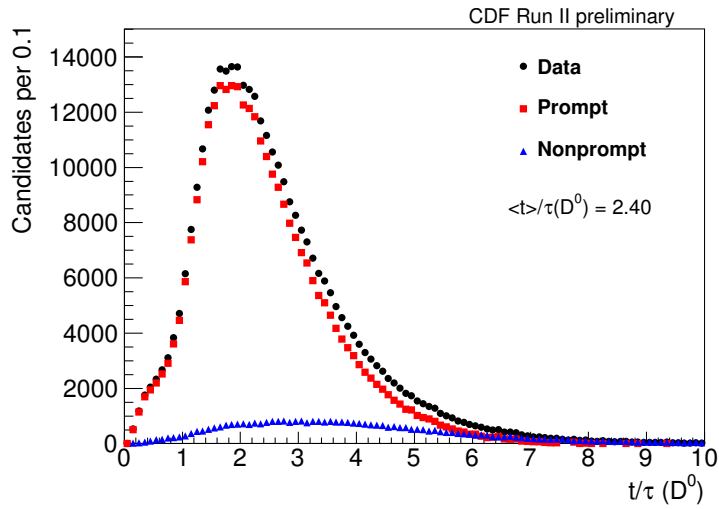 CDF Run II preliminary
Candidates per 0.1
14000
12000
10000
8000
6000
4000
2000
0
Data
Prompt
Nonprompt
<t>/τ(D⁰) = 2.40
0 1 2 3 4 5 6 7 8 9 10
t/τ (D⁰)